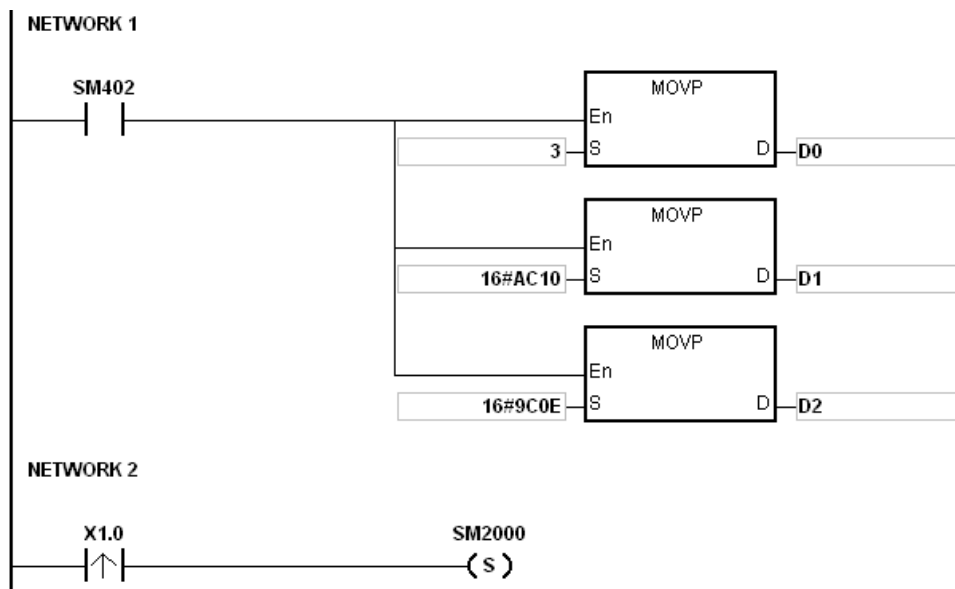 NETWORK 1
SM402
MOVP
En
3 S D D0
MOVP
En
16#AC10 S D D1
MOVP
En
16#9C0E S D D2
NETWORK 2
X1.0 SM2000
S